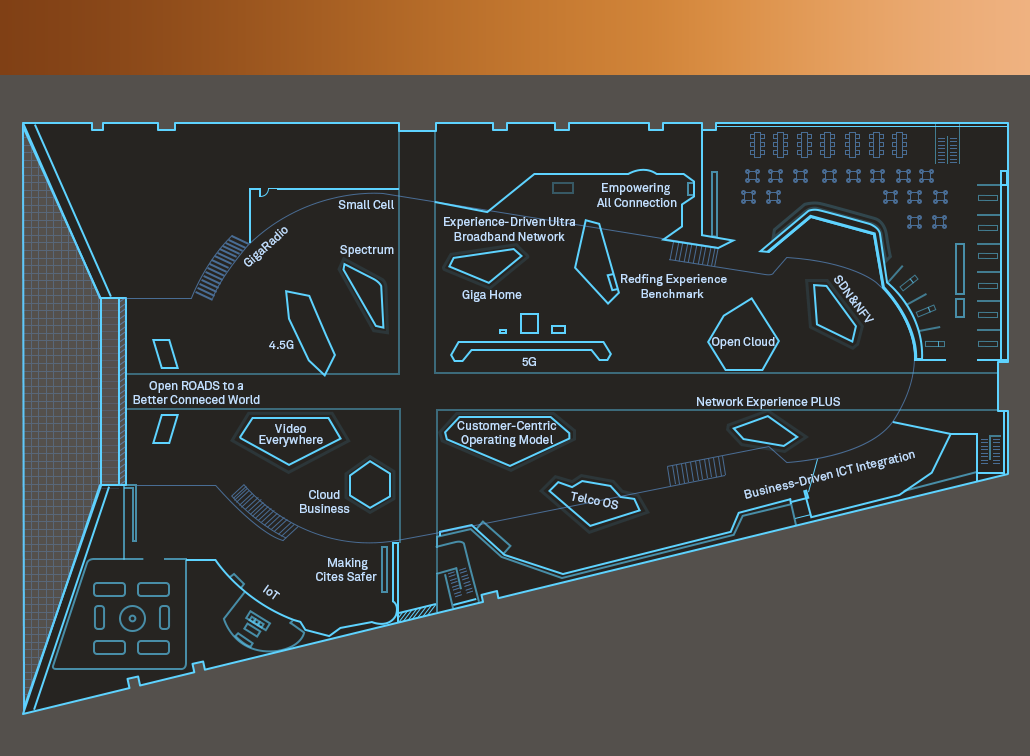 Small Cell
GigaRadio
Spectrum
4.5G
Empowering
All Connection
Experience-Driven Ultra
Broadband Network
Giga Home
Redfing Experience
Benchmark
SDN&NFV
Open Cloud
5G
Open ROADS to a
Better Conneced World
Network Experience PLUS
Video
Everywhere
Customer-Centric
Operating Model
Cloud
Business
Telco OS
Business-Driven ICT Integration
Making
Cites Safer
IoT